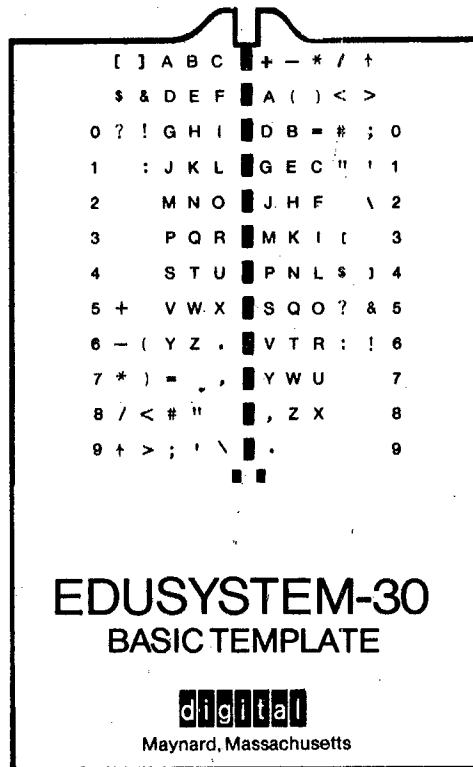 [ ] A B C + − * / ↑
$ & D E F A ( ) < >
0 ? ! G H I D B = # ; 0
1 : J K L G E C " ' 1
2 M N O J H F \ 2
3 P Q R M K I [ 3
4 S T U P N L $ ] 4
5 + V W X S Q O ? & 5
6 − ( Y Z . V T R : ! 6
7 * ) = , Y W U 7
8 / < # " , Z X 8
9 ↑ > ; ' \ . 9
EDUSYSTEM-30
BASIC TEMPLATE
digital
Maynard, Massachusetts